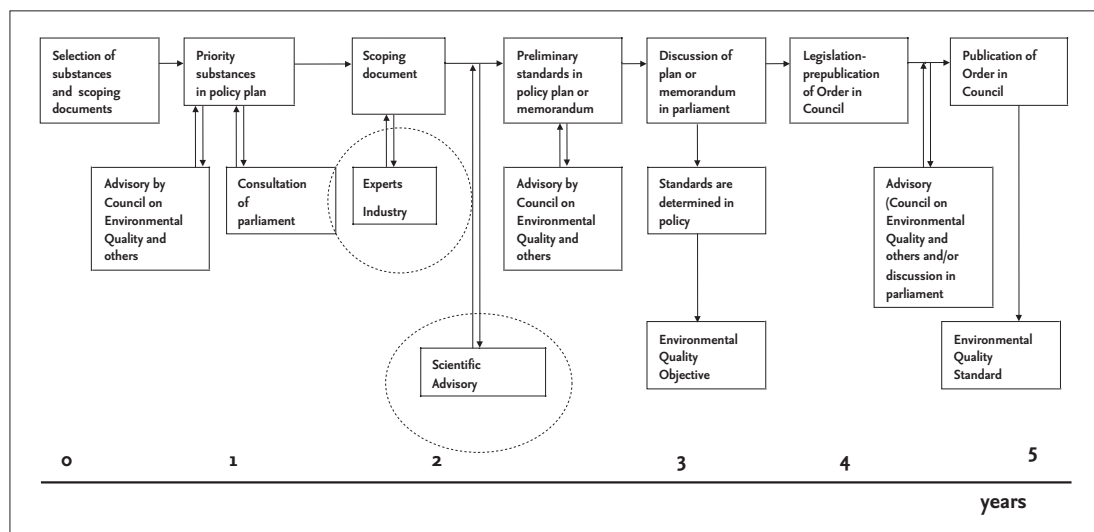 Selection of
substances
and scoping
documents
Priority
substances
in policy plan
Scoping
document
Preliminary
standards in
policy plan or
memorandum
Discussion of
plan or
memorandum
in parliament
Legislation-
prepublication
of Order in
Council
Publication of
Order in
Council
Advisory by
Council on
Environmental
Quality and
others
Consultation
of
parliament
Experts
Industry
Advisory by
Council on
Environmental
Quality and
others
Standards are
determined in
policy
Advisory
(Council on
Environmental
Quality and
others and/or
discussion in
parliament
Scientific
Advisory
Environmental
Quality
Objective
Environmental
Quality
Standard
0 1 2 3 4 5
years